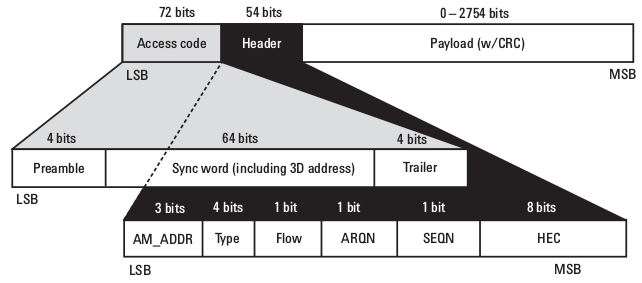 72 bits 54 bits 0 – 2754 bits
Access code Header Payload (w/CRC)
LSB MSB
4 bits 64 bits 4 bits
Preamble Sync word (including 3D address) Trailer
LSB
3 bits 4 bits 1 bit 1 bit 1 bit 8 bits
AM_ADDR Type Flow ARQN SEQN HEC
LSB MSB